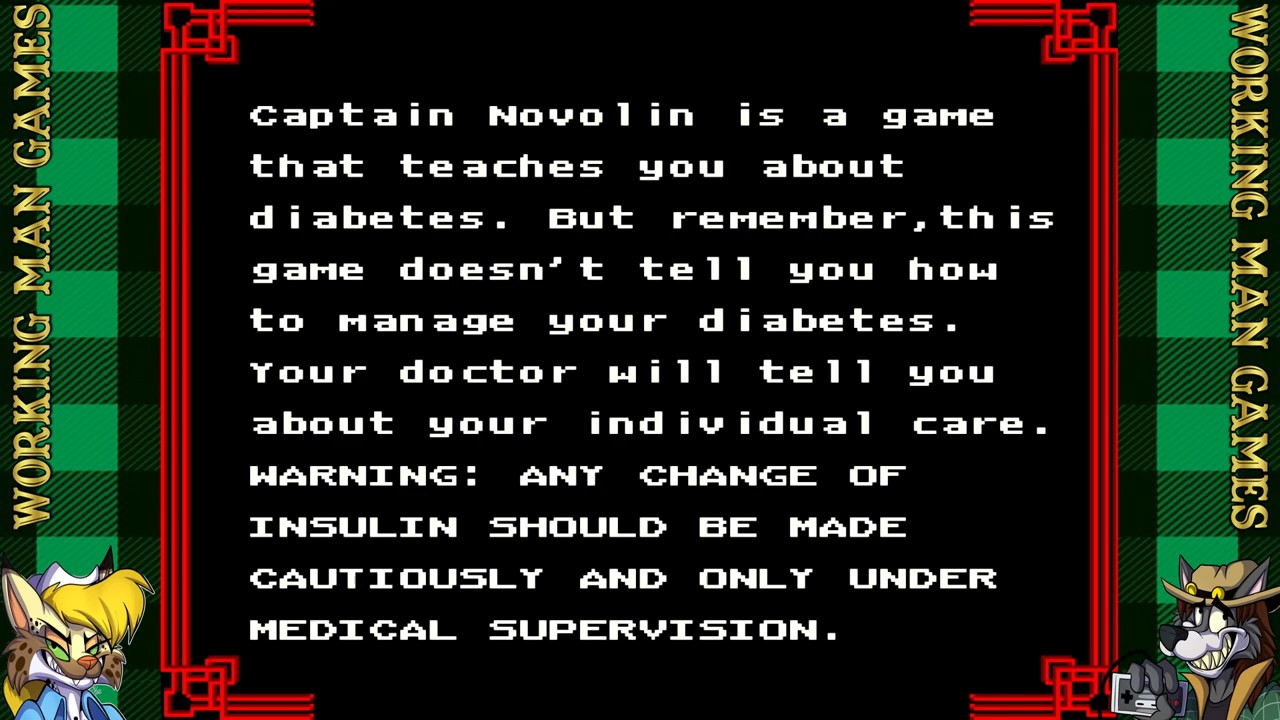 WORKING MAN GAMES
Captain Novolin is a game
that teaches you about
diabetes. But remember,this
game doesn't tell you how
to manage your diabetes.
Your doctor will tell you
about your individual care.
WARNING: ANY CHANGE OF
INSULIN SHOULD BE MADE
CAUTIOUSLY AND ONLY UNDER
MEDICAL SUPERVISION.
WORKING MAN GAMES